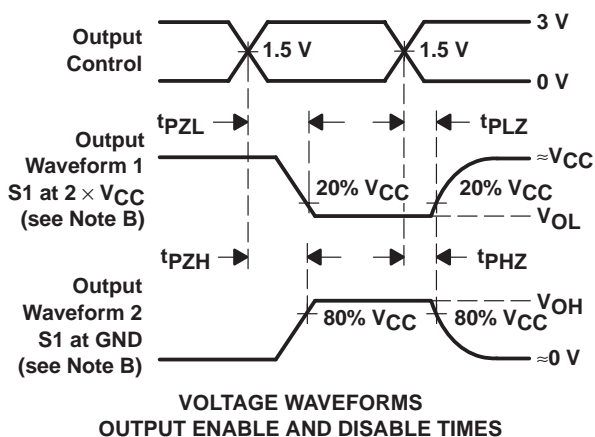 3 V
Output
Control
1.5 V
1.5 V
0 V
tPZL
tPLZ
Output
Waveform 1
S1 at 2 × VCC
(see Note B)
≈VCC
20% VCC
20% VCC
VOL
tPZH
tPHZ
Output
Waveform 2
S1 at GND
(see Note B)
VOH
80% VCC
80% VCC
≈0 V
VOLTAGE WAVEFORMS
OUTPUT ENABLE AND DISABLE TIMES